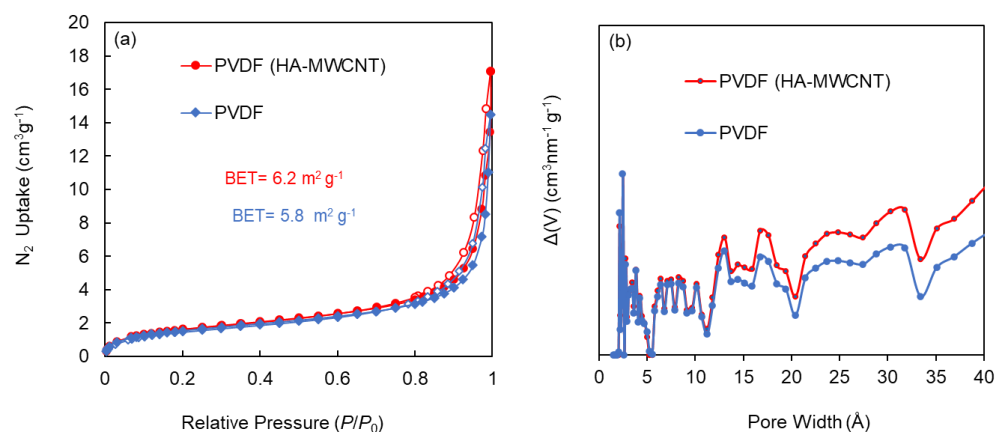 (a)
PVDF (HA-MWCNT)
PVDF
BET= 6.2 m² g⁻¹
BET= 5.8 m² g⁻¹
N₂ Uptake (cm³g⁻¹)
20
18
16
14
12
10
8
6
4
2
0
0
0.2
0.4
0.6
0.8
1
Relative Pressure (P/P₀)
(b)
PVDF (HA-MWCNT)
PVDF
Δ(V) (cm³nm⁻¹ g⁻¹)
0
5
10
15
20
25
30
35
40
Pore Width (Å)